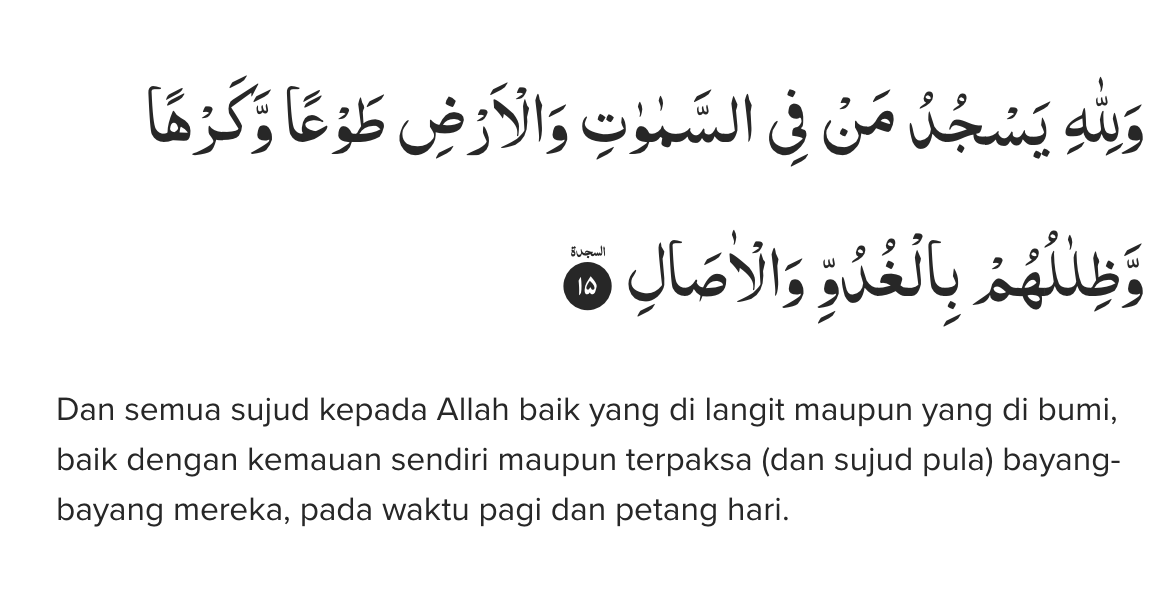 وَلِلّٰهِ يَسْجُدُ مَنْ فِى السَّمٰوٰتِ وَالْاَرْضِ طَوْعًا وَّكَرْهًا
وَّظِلٰلُهُمْ بِالْغُدُوِّ وَالْاٰصَالِ ۩ السجدة ١٥
Dan semua sujud kepada Allah baik yang di langit maupun yang di bumi,
baik dengan kemauan sendiri maupun terpaksa (dan sujud pula) bayang-
bayang mereka, pada waktu pagi dan petang hari.